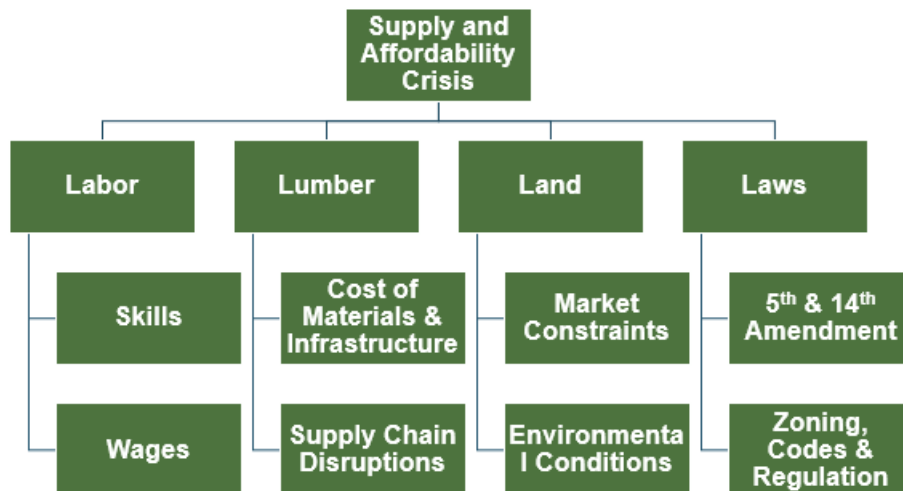 Supply and
Affordability
Crisis
Labor
Lumber
Land
Laws
Skills
Cost of
Materials &
Infrastructure
Market
Constraints
5th & 14th
Amendment
Wages
Supply Chain
Disruptions
Environmenta
l Conditions
Zoning,
Codes &
Regulation